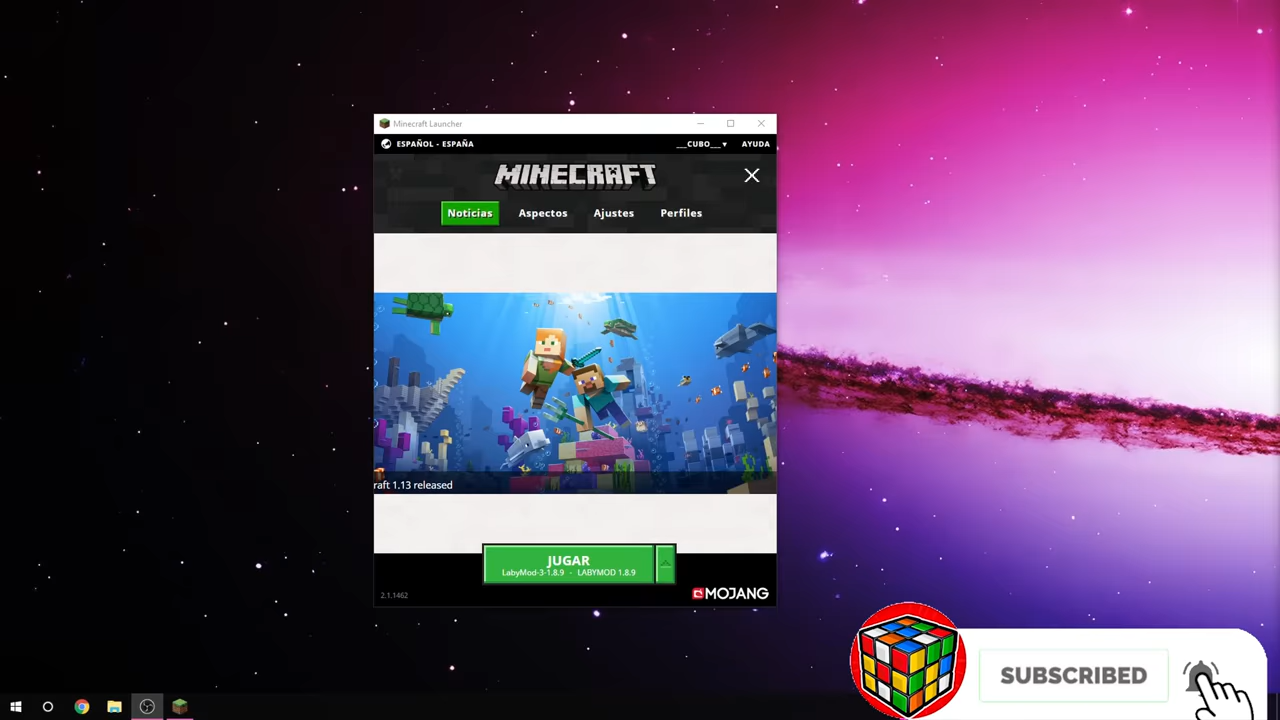 Minecraft Launcher
ESPAÑOL - ESPAÑA
___CUBO___ ▾
AYUDA
MINECRAFT
Noticias
Aspectos
Ajustes
Perfiles
raft 1.13 released
JUGAR
LabyMod-3-1.8.9 - LABYMOD 1.8.9
2.1.1462
MOJANG
SUBSCRIBED